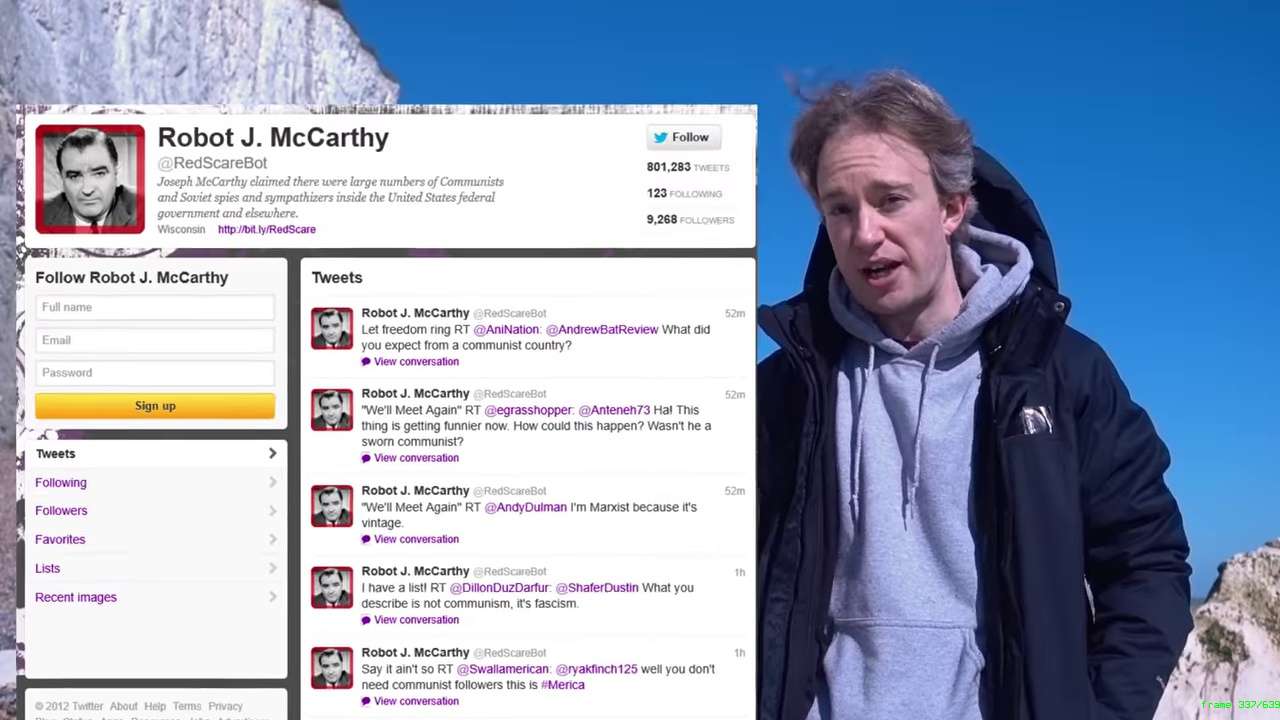 Robot J. McCarthy
@RedScareBot
Joseph McCarthy claimed there were large numbers of Communists
and Soviet spies and sympathizers inside the United States federal
government and elsewhere.
Wisconsin http://bit.ly/RedScare
Follow
801,283 TWEETS
123 FOLLOWING
9,268 FOLLOWERS
Follow Robot J. McCarthy
Full name
Email
Password
Sign up
Tweets
Following
Followers
Favorites
Lists
Recent images
© 2012 Twitter About Help Terms Privacy
Tweets
Robot J. McCarthy @RedScareBot 52m
Let freedom ring RT @AniNation: @AndrewBatReview What did
you expect from a communist country?
View conversation
Robot J. McCarthy @RedScareBot 52m
"We'll Meet Again" RT @egrasshopper: @Anteneh73 Ha! This
thing is getting funnier now. How could this happen? Wasn't he a
sworn communist?
View conversation
Robot J. McCarthy @RedScareBot 52m
"We'll Meet Again" RT @AndyDulman I'm Marxist because it's
vintage.
View conversation
Robot J. McCarthy @RedScareBot 1h
I have a list! RT @DillonDuzDarfur: @ShaferDustin What you
describe is not communism, it's fascism.
View conversation
Robot J. McCarthy @RedScareBot 1h
Say it ain't so RT @Swallamerican: @ryakfinch125 well you don't
need communist followers this is #Merica
View conversation
frame 337/639